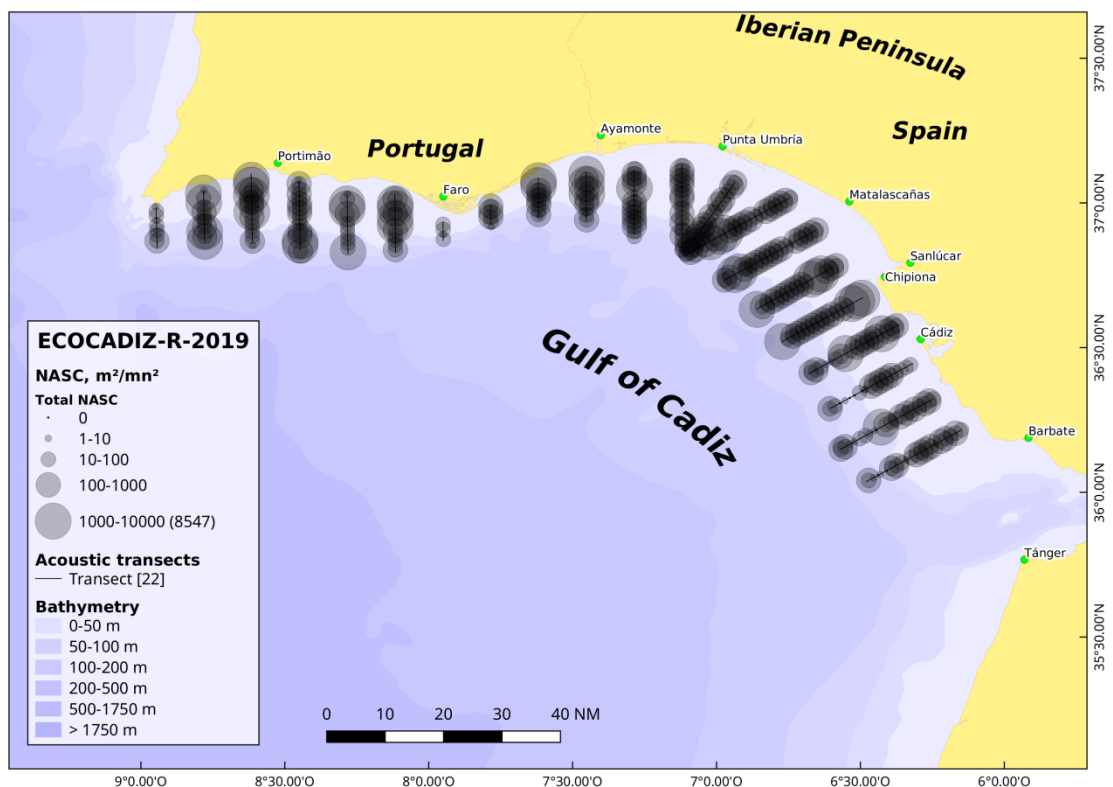 Iberian Peninsula
Spain
Portugal
Ayamonte
Punta Umbría
Portimão
Faro
Matalascañas
Sanlúcar
Chipiona
Cádiz
Barbate
Tánger
Gulf of Cadiz
ECOCADIZ-R-2019
NASC, m²/mn²
Total NASC
0
1-10
10-100
100-1000
1000-10000 (8547)
Acoustic transects
Transect [22]
Bathymetry
0-50 m
50-100 m
100-200 m
200-500 m
500-1750 m
> 1750 m
0 10 20 30 40 NM
9°0.00'O 8°30.00'O 8°0.00'O 7°30.00'O 7°0.00'O 6°30.00'O 6°0.00'O
37°30.00'N
37°0.00'N
36°30.00'N
36°0.00'N
35°30.00'N